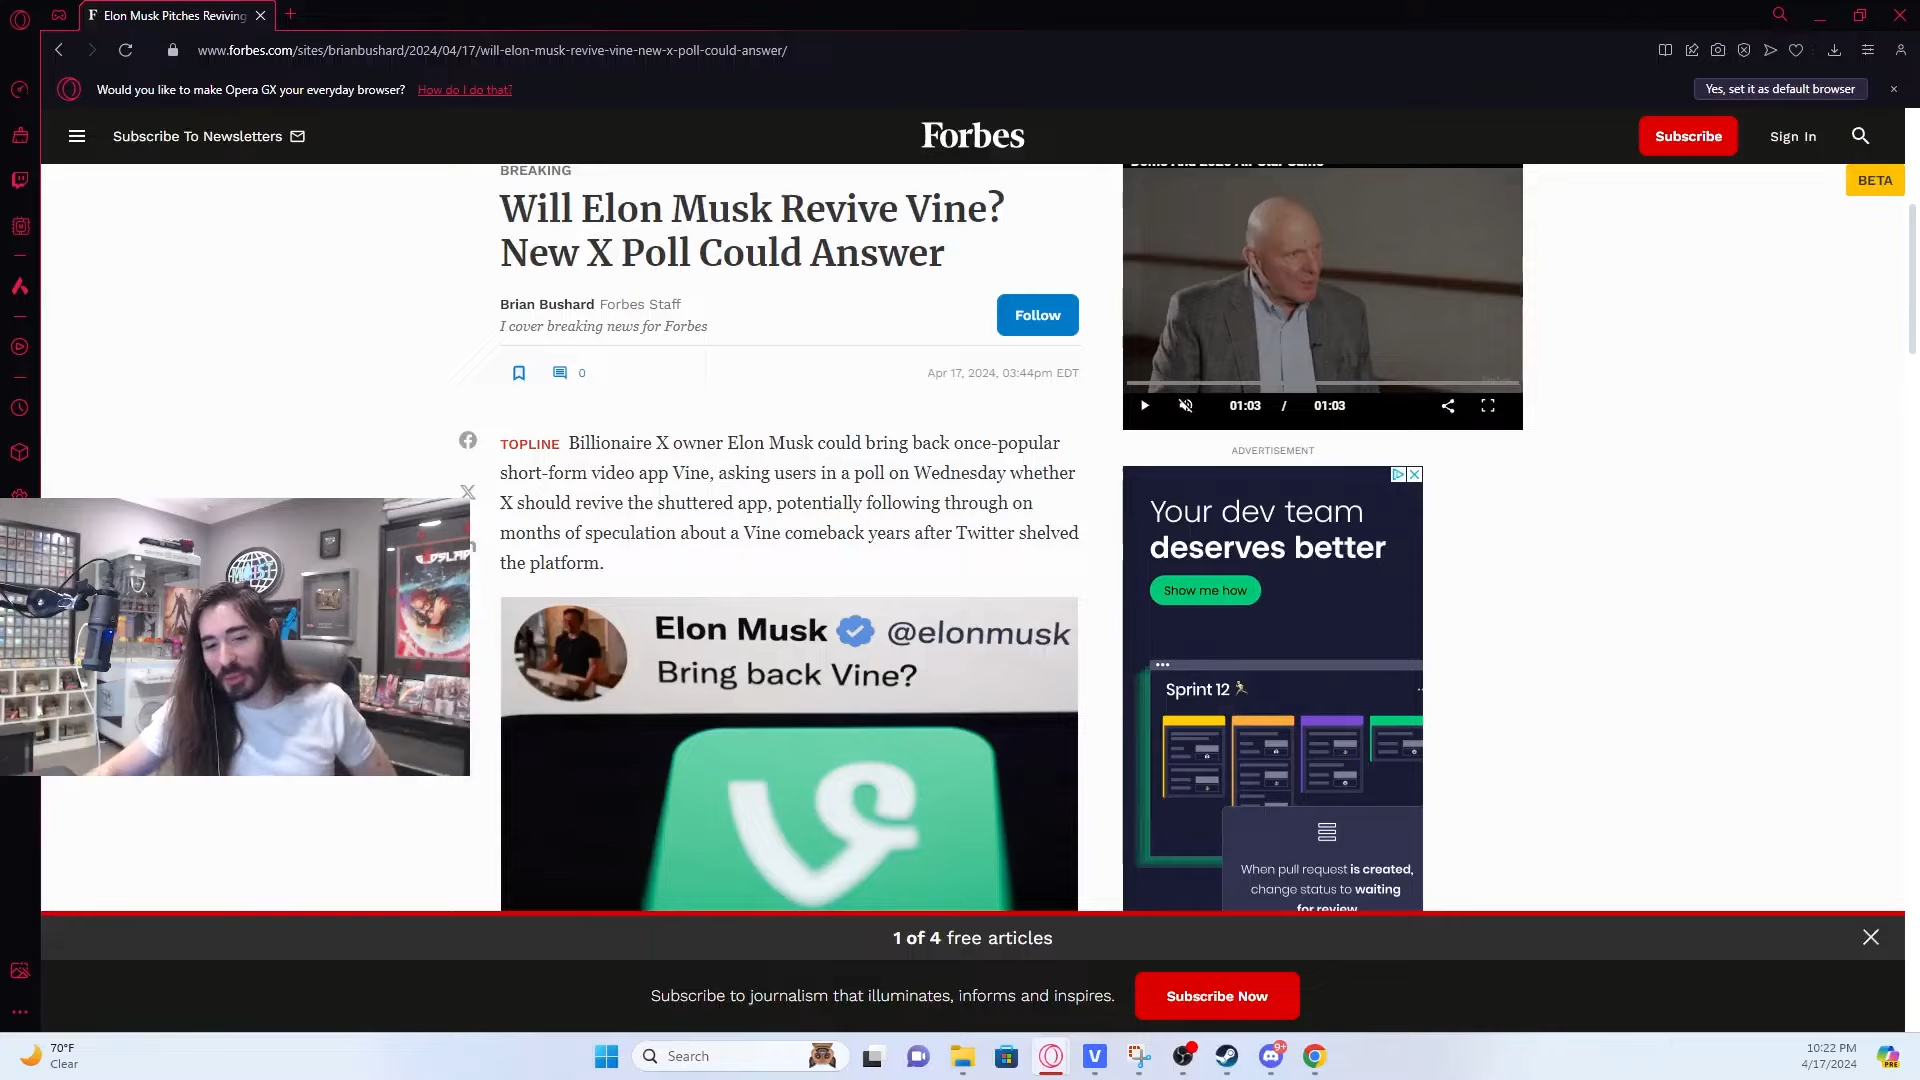 F Elon Musk Pitches Reviving
www.forbes.com/sites/brianbushard/2024/04/17/will-elon-musk-revive-vine-new-x-poll-could-answer/
Would you like to make Opera GX your everyday browser? How do I do that?
Yes, set it as default browser
Subscribe To Newsletters
Forbes
Subscribe
Sign In
BETA
BREAKING
Will Elon Musk Revive Vine?
New X Poll Could Answer
Brian Bushard Forbes Staff
I cover breaking news for Forbes
Follow
0
Apr 17, 2024, 03:44pm EDT
TOPLINE Billionaire X owner Elon Musk could bring back once-popular
short-form video app Vine, asking users in a poll on Wednesday whether
X should revive the shuttered app, potentially following through on
months of speculation about a Vine comeback years after Twitter shelved
the platform.
Elon Musk @elonmusk
Bring back Vine?
01:03 / 01:03
ADVERTISEMENT
Your dev team
deserves better
Show me how
Sprint 12
When pull request is created,
change status to waiting
for review
1 of 4 free articles
Subscribe to journalism that illuminates, informs and inspires.
Subscribe Now
70°F
Clear
Search
9+
10:22 PM
4/17/2024
PRE